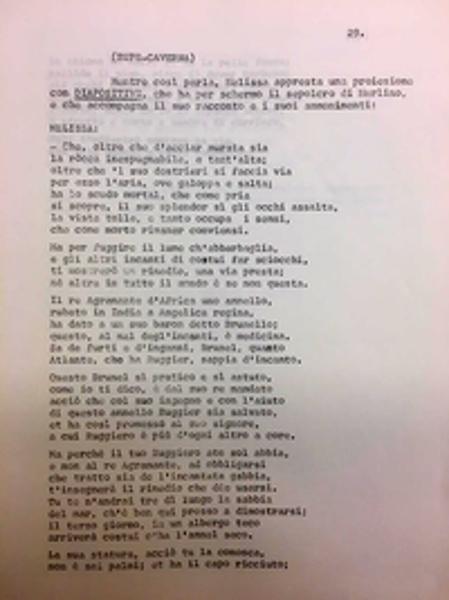 29.
(TUTO-CAVERNA)
Mentre così parla, Melissa appresta una proiezione
con DIAPOSITIVE, che ha per schermo il sepolcro di Merlino,
e che accompagna il suo racconto e i suoi ammonimenti:
MELISSA:
- Che, oltre che d'acciar murata sia
la rôcca inespugnabile, e tant'alta;
oltre che 'l suo destrieri si faccia via
per mezo l'aria, ove galoppa e salta;
ha lo scudo mortal, che come pria
si scopre, il suo splendor sì gli occhi assalta,
la vista tolle, e tanto occupa i sensi,
che come morto rimaner conviensi.
Ma per Ruggiero il lume ch'abbarbaglia,
e gli altri incanti di costui far sciocchi,
ti mostrerò un rimedio, una via presta;
nè altra in tutto il mondo è se non questa.
Il re Agramante d'Africa uno annello,
rubato in India a Angelica regina,
ha dato a un suo baron detto Brunello;
questo, al mal degl'incanti, è medicina.
Sa de furti e d'inganni, Brunel, quanto
Atlante, che ha Ruggier, sappia d'incanto.
Questo Brunel sì pratico e sì astuto,
come io ti dico, è dal suo re mandato
acciò che col suo ingegno e con l'aiuto
di questo annello Ruggier sia salvato,
et ha così promesso al suo signore,
a cui Ruggiero è più d'ogni altro a core.
Ma perchè il tuo Ruggiero ate sol abbia,
e non al re Agramante, ad obbligarsi
che tratto sia de l'incantata gabbia,
t'insegnerò il rimedio che dèe usarsi.
Tu te n'andrai tre dì lungo la sabbia
del mar, ch'è ben qui presso a dimostrarsi;
il terzo giorno, in un albergo teco
arriverà costui c'ha l'annel seco.
La sua statura, acciò tu la conosca,
non è sei palmi; et ha il capo ricciuto;